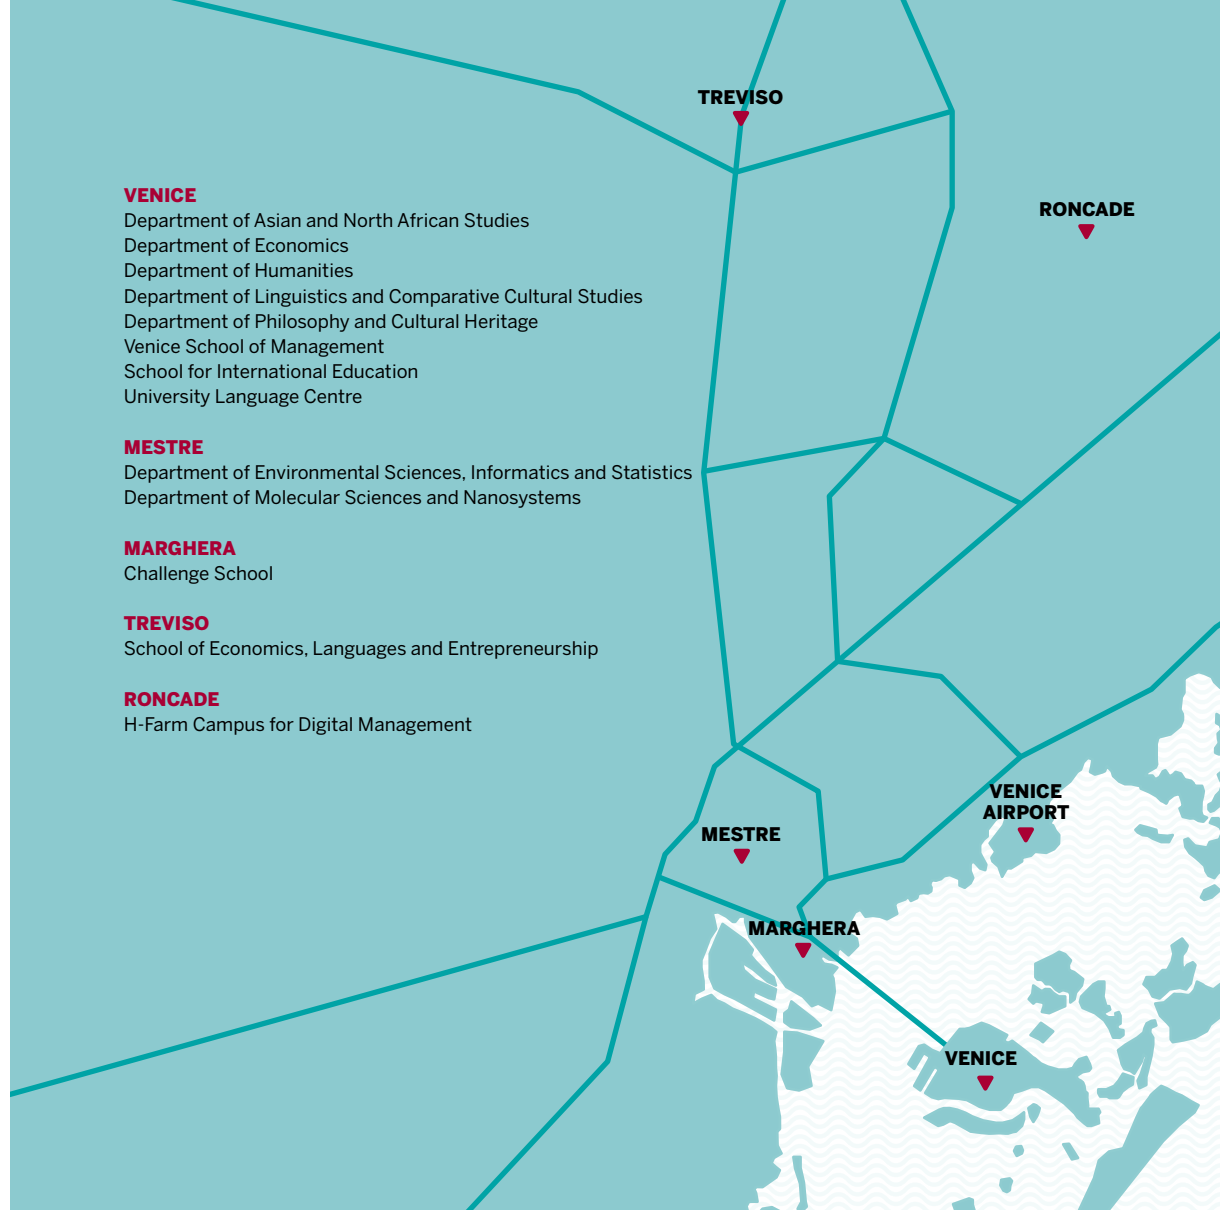 VENICE
Department of Asian and North African Studies
Department of Economics
Department of Humanities
Department of Linguistics and Comparative Cultural Studies
Department of Philosophy and Cultural Heritage
Venice School of Management
School for International Education
University Language Centre
MESTRE
Department of Environmental Sciences, Informatics and Statistics
Department of Molecular Sciences and Nanosystems
MARGHERA
Challenge School
TREVISO
School of Economics, Languages and Entrepreneurship
RONCADE
H-Farm Campus for Digital Management
TREVISO
RONCADE
VENICE
AIRPORT
MESTRE
MARGHERA
VENICE